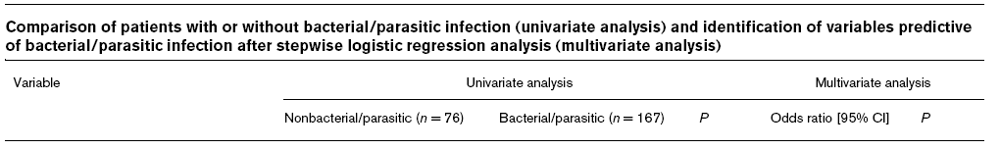 Comparison of patients with or without bacterial/parasitic infection (univariate analysis) and identification of variables predictive
of bacterial/parasitic infection after stepwise logistic regression analysis (multivariate analysis)
Variable Univariate analysis Multivariate analysis
Nonbacterial/parasitic (n = 76) Bacterial/parasitic (n = 167) P Odds ratio [95% CI] P